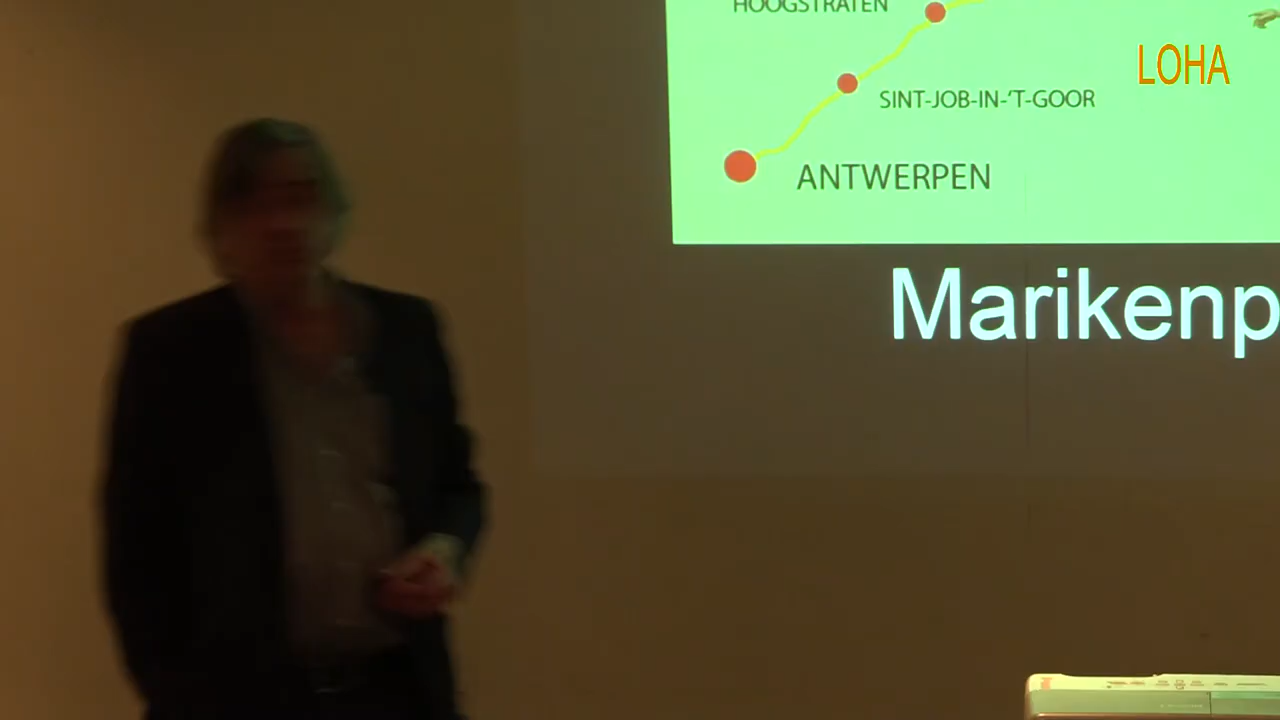 HOOGSTRATEN
LOHA
SINT-JOB-IN-'T-GOOR
ANTWERPEN
Marikenp